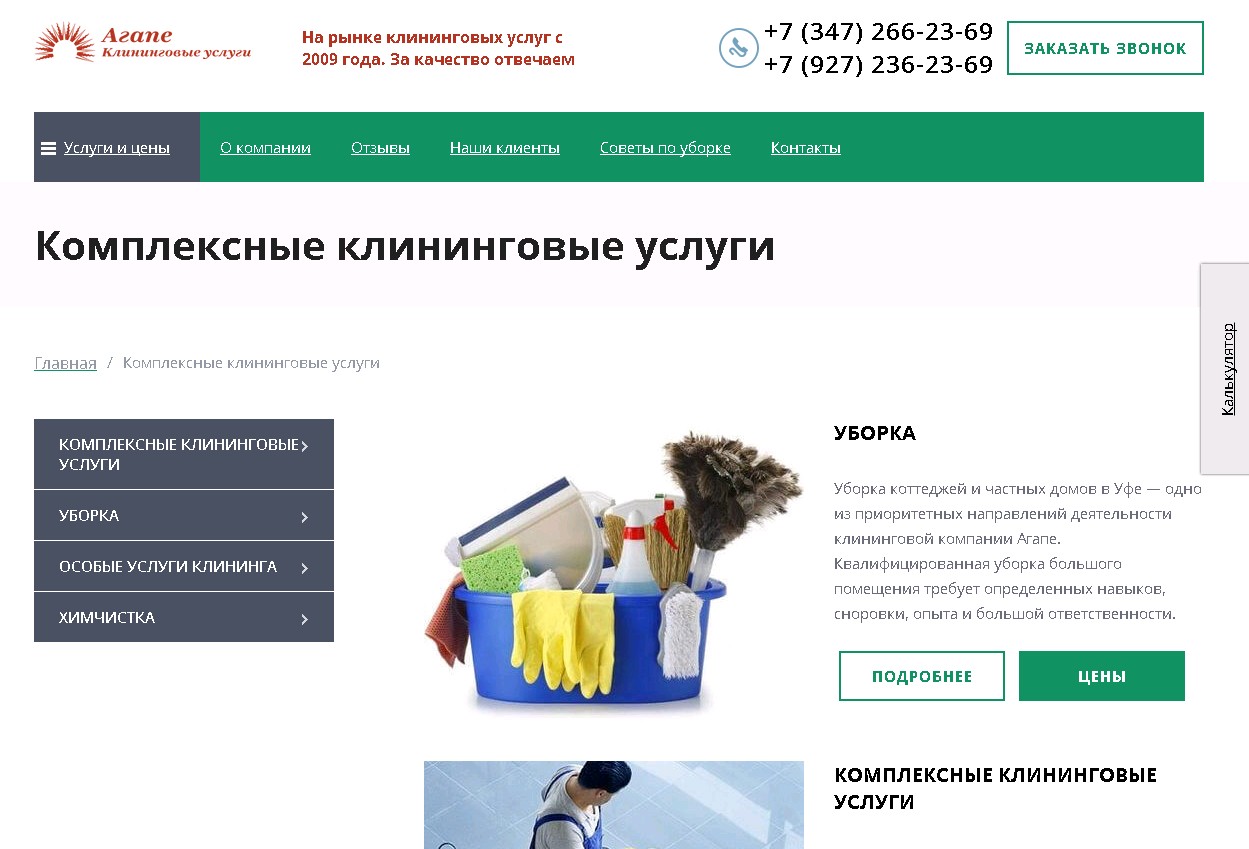 Агапе
Клининговые услуги
На рынке клининговых услуг с
2009 года. За качество отвечаем
+7 (347) 266-23-69
+7 (927) 236-23-69
ЗАКАЗАТЬ ЗВОНОК
Услуги и цены
О компании
Отзывы
Наши клиенты
Советы по уборке
Контакты
Комплексные клининговые услуги
Калькулятор
Главная / Комплексные клининговые услуги
КОМПЛЕКСНЫЕ КЛИНИНГОВЫЕ
УСЛУГИ
УБОРКА
ОСОБЫЕ УСЛУГИ КЛИНИНГА
ХИМЧИСТКА
УБОРКА
Уборка коттеджей и частных домов в Уфе — одно
из приоритетных направлений деятельности
клининговой компании Агапе.
Квалифицированная уборка большого
помещения требует определенных навыков,
сноровки, опыта и большой ответственности.
ПОДРОБНЕЕ
ЦЕНЫ
КОМПЛЕКСНЫЕ КЛИНИНГОВЫЕ
УСЛУГИ